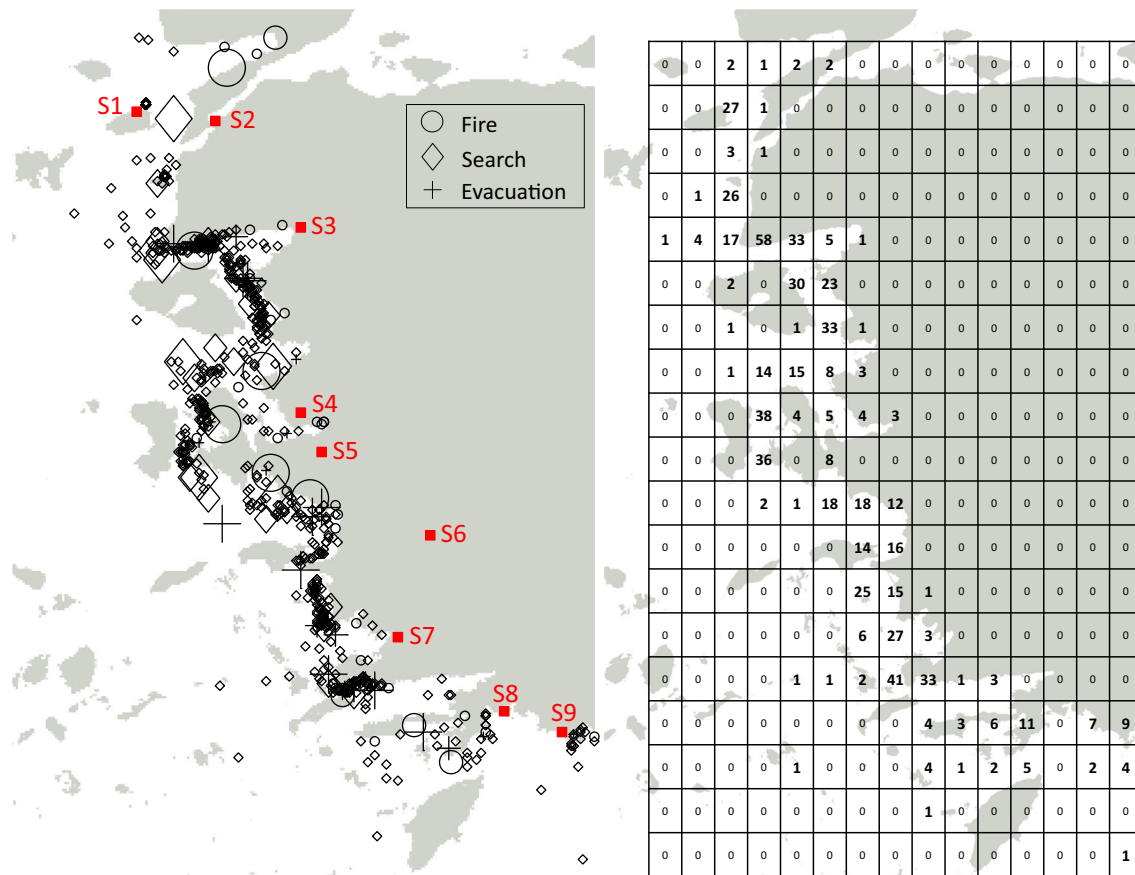 S1
S2
Fire
Search
Evacuation
S3
S4
S5
S6
S7
S8
S9
0 0 2 1 2 2 0 0 0 0 0 0 0 0 0
0 0 27 1 0 0 0 0 0 0 0 0 0 0 0
0 0 3 1 0 0 0 0 0 0 0 0 0 0 0
0 1 26 0 0 0 0 0 0 0 0 0 0 0 0
1 4 17 58 33 5 1 0 0 0 0 0 0 0 0
0 0 2 0 30 23 0 0 0 0 0 0 0 0 0
0 0 1 0 1 33 1 0 0 0 0 0 0 0 0
0 0 1 14 15 8 3 0 0 0 0 0 0 0 0
0 0 0 38 4 5 4 3 0 0 0 0 0 0 0
0 0 0 36 0 8 0 0 0 0 0 0 0 0 0
0 0 0 2 1 18 18 12 0 0 0 0 0 0 0
0 0 0 0 0 0 14 16 0 0 0 0 0 0 0
0 0 0 0 0 0 25 15 1 0 0 0 0 0 0
0 0 0 0 0 0 6 27 3 0 0 0 0 0 0
0 0 0 0 1 1 2 41 33 1 3 0 0 0 0
0 0 0 0 0 0 0 0 4 3 6 11 0 7 9
0 0 0 0 1 0 0 0 4 1 2 5 0 2 4
0 0 0 0 0 0 0 0 1 0 0 0 0 0 0
0 0 0 0 0 0 0 0 0 0 0 0 0 0 1